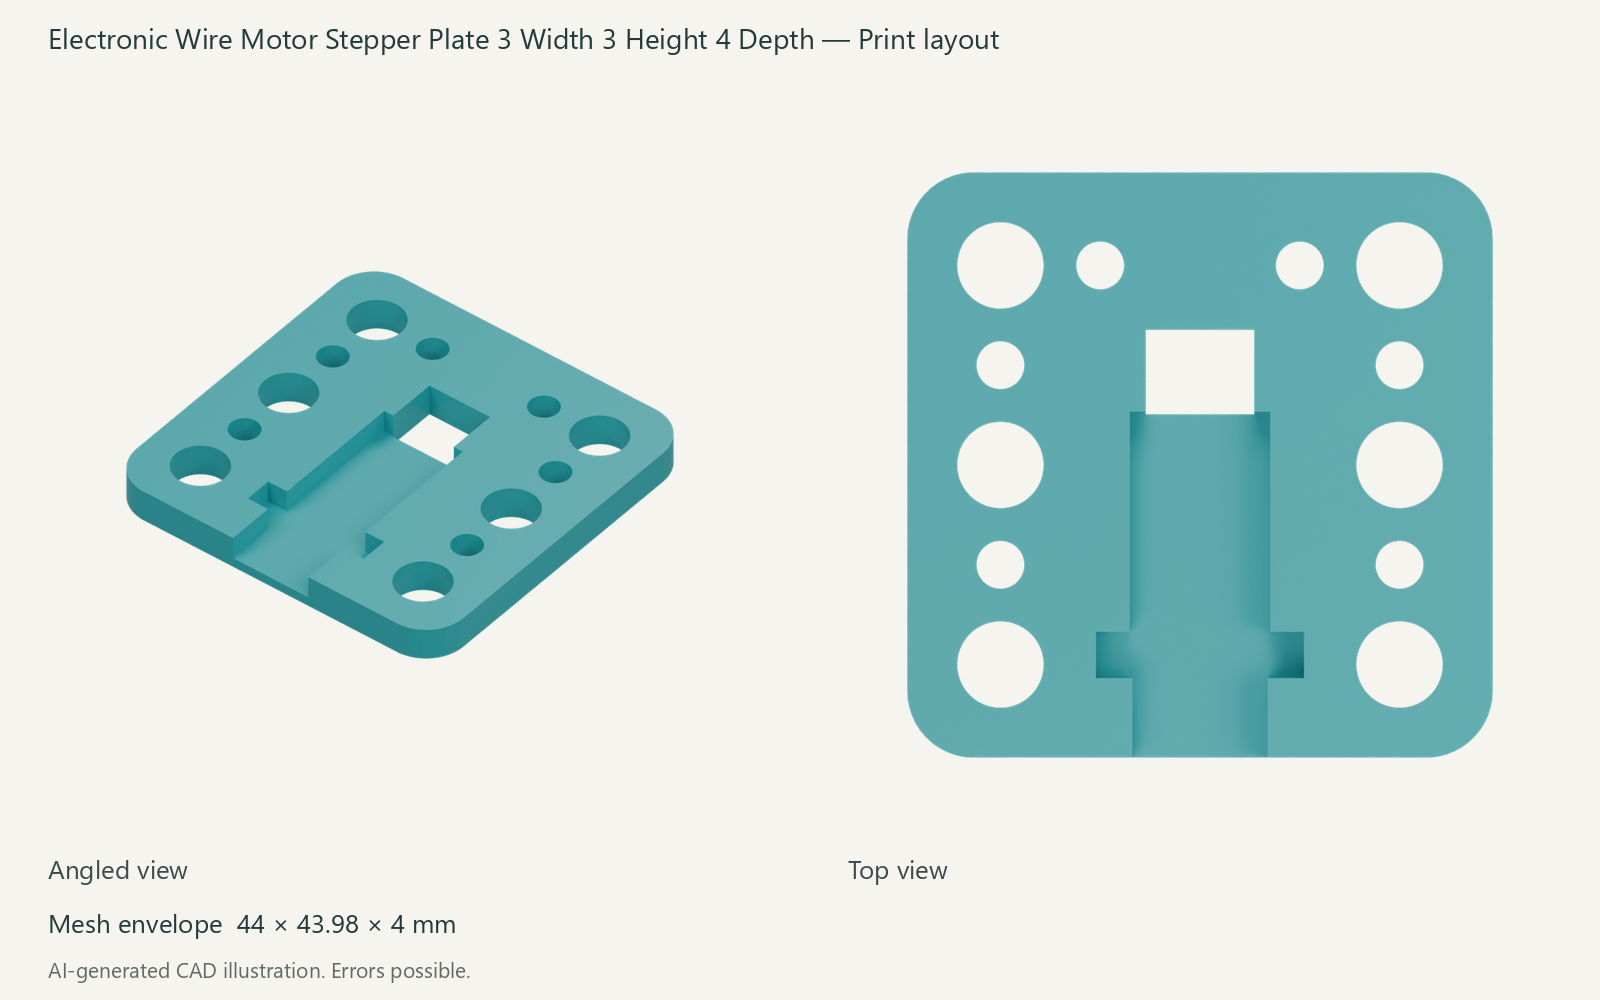 Electronic Wire Motor Stepper Plate 3 Width 3 Height 4 Depth — Print layout
Angled view
Top view
Mesh envelope 44 × 43.98 × 4 mm
AI-generated CAD illustration. Errors possible.